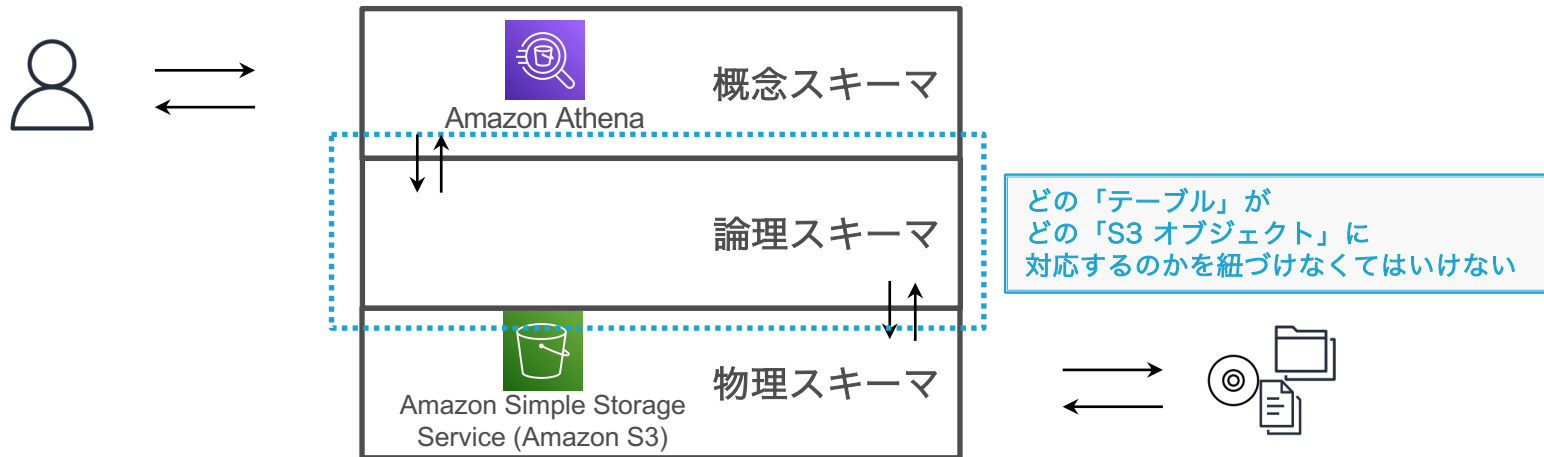 概念スキーマ
Amazon Athena
論理スキーマ
どの「テーブル」が
どの「S3 オブジェクト」に
対応するのかを紐づけなくてはいけない
物理スキーマ
Amazon Simple Storage
Service (Amazon S3)